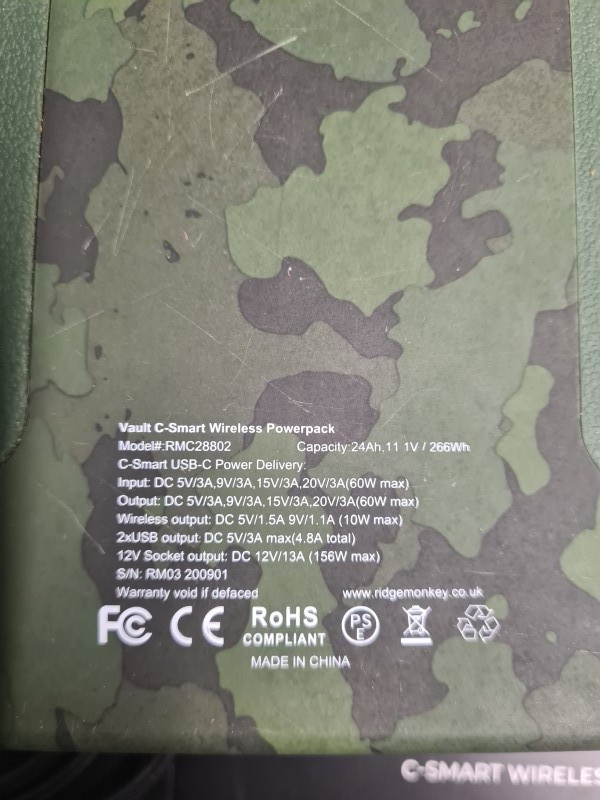 Vault C-Smart Wireless Powerpack
Model#:RMC28802 Capacity:24Ah,11 1V / 266Wh
C-Smart USB-C Power Delivery:
Input: DC 5V/3A,9V/3A,15V/3A,20V/3A(60W max)
Output: DC 5V/3A,9V/3A,15V/3A,20V/3A(60W max)
Wireless output: DC 5V/1.5A 9V/1.1A (10W max)
2xUSB output: DC 5V/3A max(4.8A total)
12V Socket output: DC 12V/13A (156W max)
S/N: RM03 200901
Warranty void if defaced www.ridgemonkey.co.uk
FC CE RoHS COMPLIANT PSE
MADE IN CHINA
C-SMART WIRELES